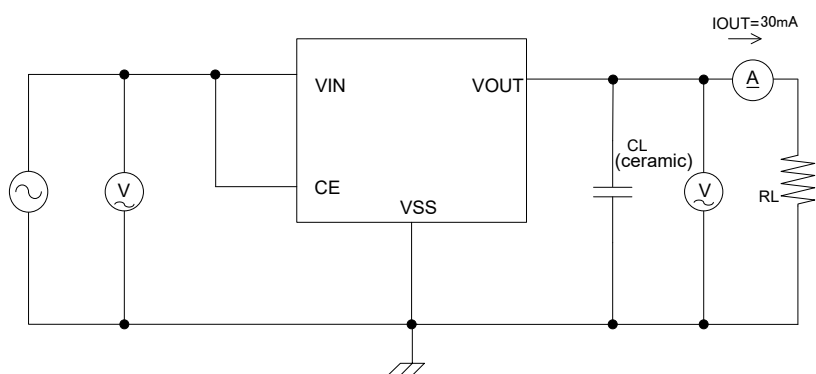 IOUT=30mA
VIN
VOUT
A
CL
(ceramic)
V
CE
V
RL
VSS